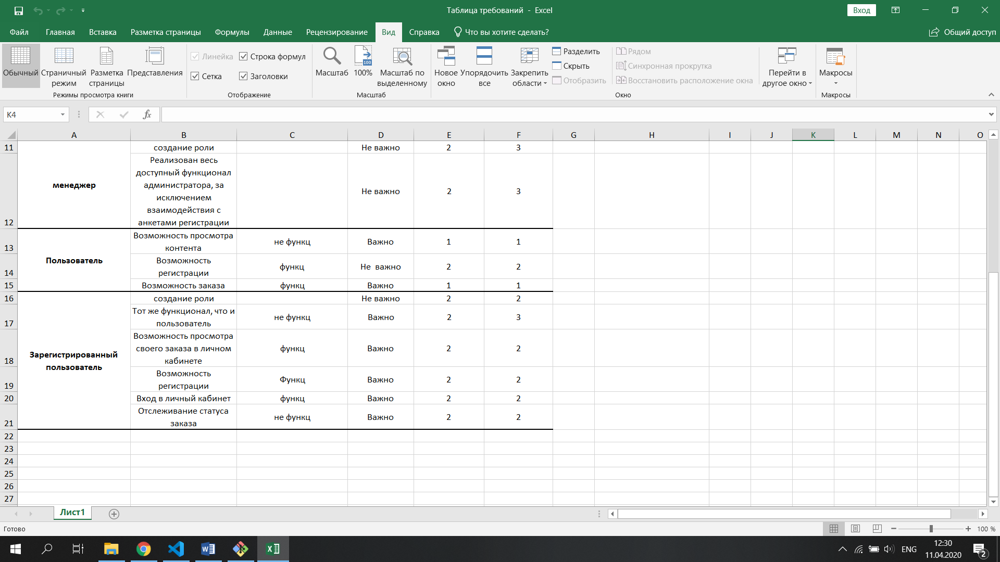 Таблица требований - Excel
Вход
Файл Главная Вставка Разметка страницы Формулы Данные Рецензирование Вид Справка Что вы хотите сделать? Общий доступ
Обычный Страничный режим Разметка страницы Представления
Режимы просмотра книги
Линейка Строка формул
Сетка Заголовки
Отображение
Масштаб 100% Масштаб по выделенному
100
Масштаб
Новое окно Упорядочить все Закрепить области
Разделить
Скрыть
Отобразить
Рядом
Синхронная прокрутка
Восстановить расположение окна
Окно
Перейти в другое окно
Макросы
Макросы
K4
fx
A B C D E F G H I J K L M N O
11 создание роли Не важно 2 3
менеджер
12 Реализован весь
доступный функционал
администратора, за
исключением
взаимодействия с
анкетами регистрации
Не важно 2 3
Пользователь
13 Возможность просмотра
контента
не функц Важно 1 1
14 Возможность
регистрации
функц Не  важно 2 2
15 Возможность заказа функц Важно 1 1
Зарегистрированный
пользователь
16 создание роли Не важно 2 2
17 Тот же функционал, что и
пользователь
не функц Важно 2 3
18 Возможность просмотра
своего заказа в личном
кабинете
функц Важно 2 2
19 Возможность
регистрации
Функц Важно 2 2
20 Вход в личный кабинет функц Важно 2 2
21 Отслеживание статуса
заказа
не функц Важно 2 2
22
23
24
25
26
27
Лист1
Готово
100 %
ENG
12:30
11.04.2020
2